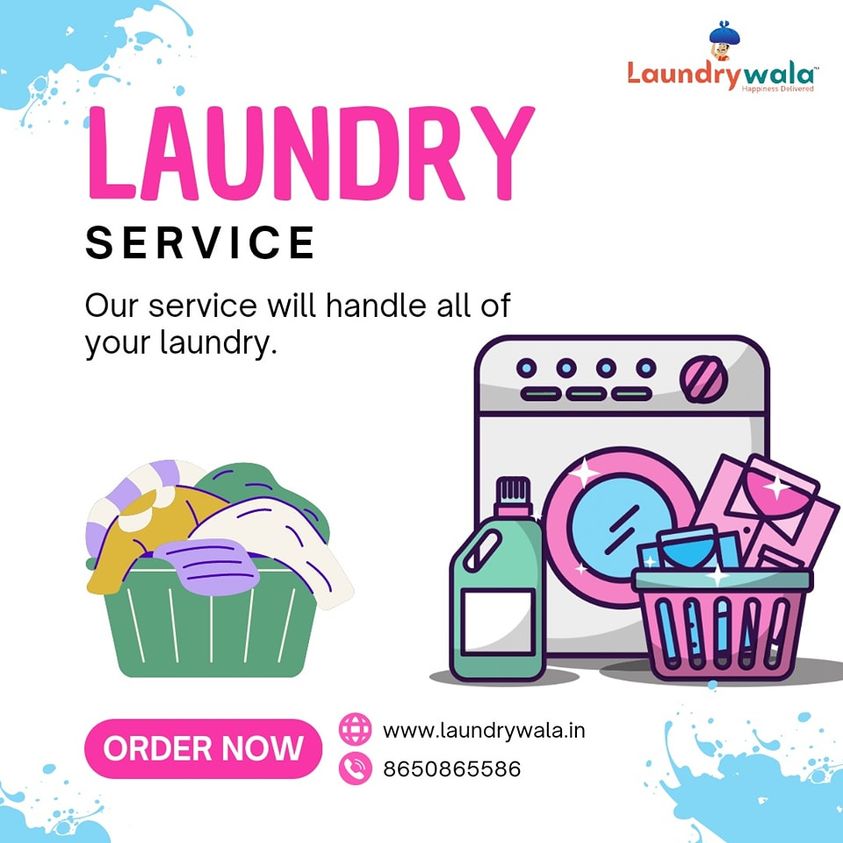 Laundrywala™
Happiness Delivered
LAUNDRY
SERVICE
Our service will handle all of
your laundry.
ORDER NOW
www.laundrywala.in
8650865586